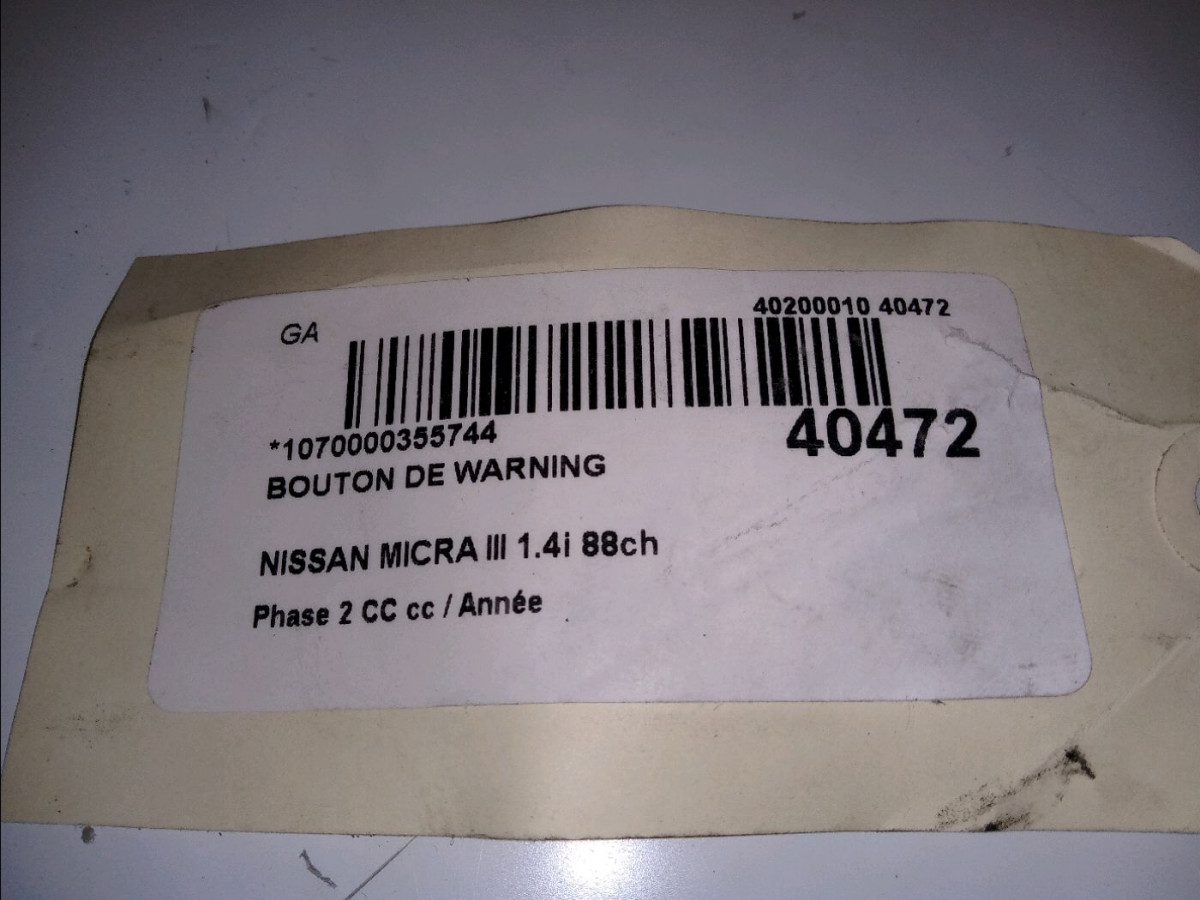 GA
40200010 40472
*1070000355744
40472
BOUTON DE WARNING
NISSAN MICRA III 1.4i 88ch
Phase 2 CC cc / Année